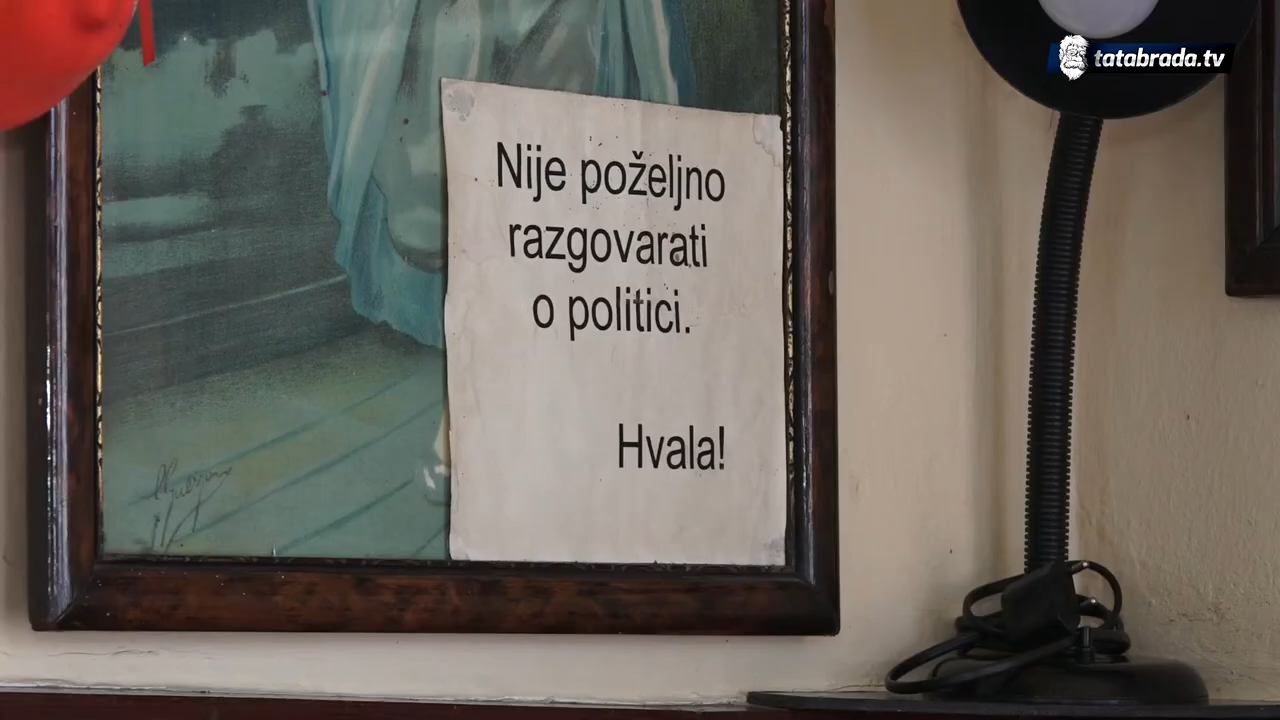 tatabrada.tv
Nije poželjno
razgovarati
o politici.
Hvala!